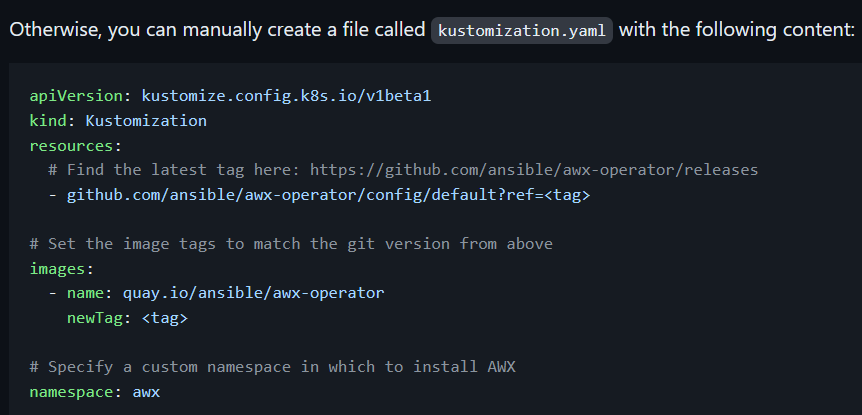 Otherwise, you can manually create a file called kustomization.yaml with the following content:
apiVersion: kustomize.config.k8s.io/v1beta1
kind: Kustomization
resources:
  # Find the latest tag here: https://github.com/ansible/awx-operator/releases
  - github.com/ansible/awx-operator/config/default?ref=<tag>

# Set the image tags to match the git version from above
images:
  - name: quay.io/ansible/awx-operator
    newTag: <tag>

# Specify a custom namespace in which to install AWX
namespace: awx